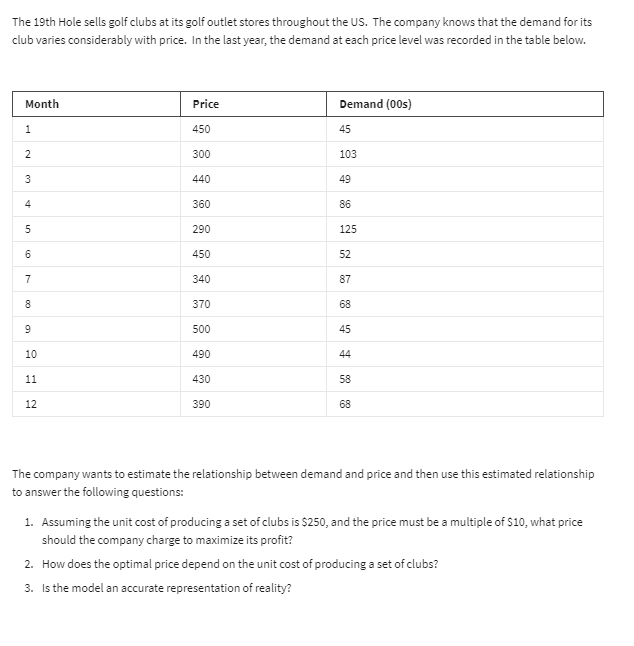 The 19th Hole sells golf clubs at its golf outlet stores throughout the US. The company knows that the demand for its
club varies considerably with price. In the last year, the demand at each price level was recorded in the table below.
Month Price Demand (00s)
1 450 45
2 300 103
3 440 49
4 360 86
5 290 125
6 450 52
7 340 87
8 370 68
9 500 45
10 490 44
11 430 58
12 390 68
The company wants to estimate the relationship between demand and price and then use this estimated relationship
to answer the following questions:
1. Assuming the unit cost of producing a set of clubs is $250, and the price must be a multiple of $10, what price
should the company charge to maximize its profit?
2. How does the optimal price depend on the unit cost of producing a set of clubs?
3. Is the model an accurate representation of reality?